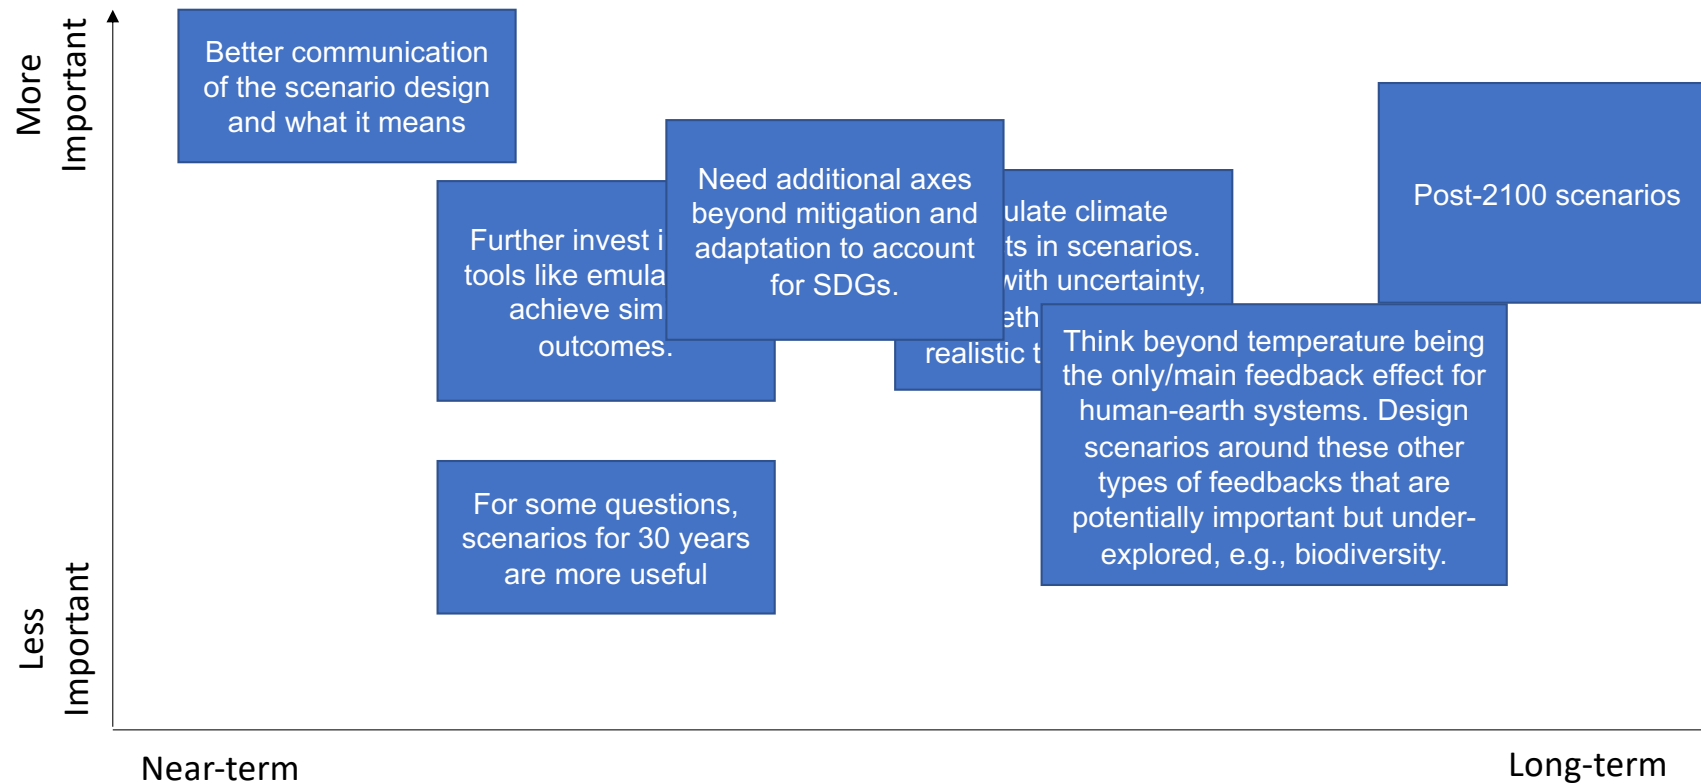 More
Important
Better communication
of the scenario design
and what it means
Further invest
tools like
achieve
outcomes.
Need additional axes
beyond mitigation and
adaptation to account
for SDGs.
climate
in scenarios.
with uncertainty,
realistic
Post-2100 scenarios
Think beyond temperature being
the only/main feedback effect for
human-earth systems. Design
scenarios around these other
types of feedbacks that are
potentially important but under-
explored, e.g., biodiversity.
For some questions,
scenarios for 30 years
are more useful
Less
Important
Near-term
Long-term